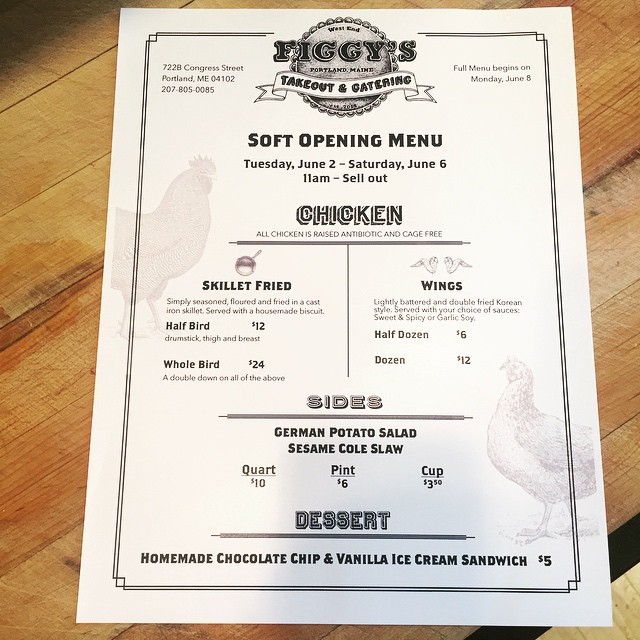 West End
FIGGY'S
PORTLAND, MAINE
TAKEOUT & CATERING
722B Congress Street
Portland, ME 04102
207-805-0085
Full Menu begins on
Monday, June 8
SOFT OPENING MENU
Tuesday, June 2 – Saturday, June 6
11am – Sell out
CHICKEN
ALL CHICKEN IS RAISED ANTIBIOTIC AND CAGE FREE
SKILLET FRIED
Simply seasoned, floured and fried in a cast
iron skillet. Served with a housemade biscuit.
Half Bird $12
drumstick, thigh and breast
Whole Bird $24
A double down on all of the above
WINGS
Lightly battered and double fried Korean
style. Served with your choice of sauces:
Sweet & Spicy or Garlic Soy.
Half Dozen $6
Dozen $12
SIDES
GERMAN POTATO SALAD
SESAME COLE SLAW
Quart Pint Cup
$10 $6 $350
DESSERT
HOMEMADE CHOCOLATE CHIP & VANILLA ICE CREAM SANDWICH $5